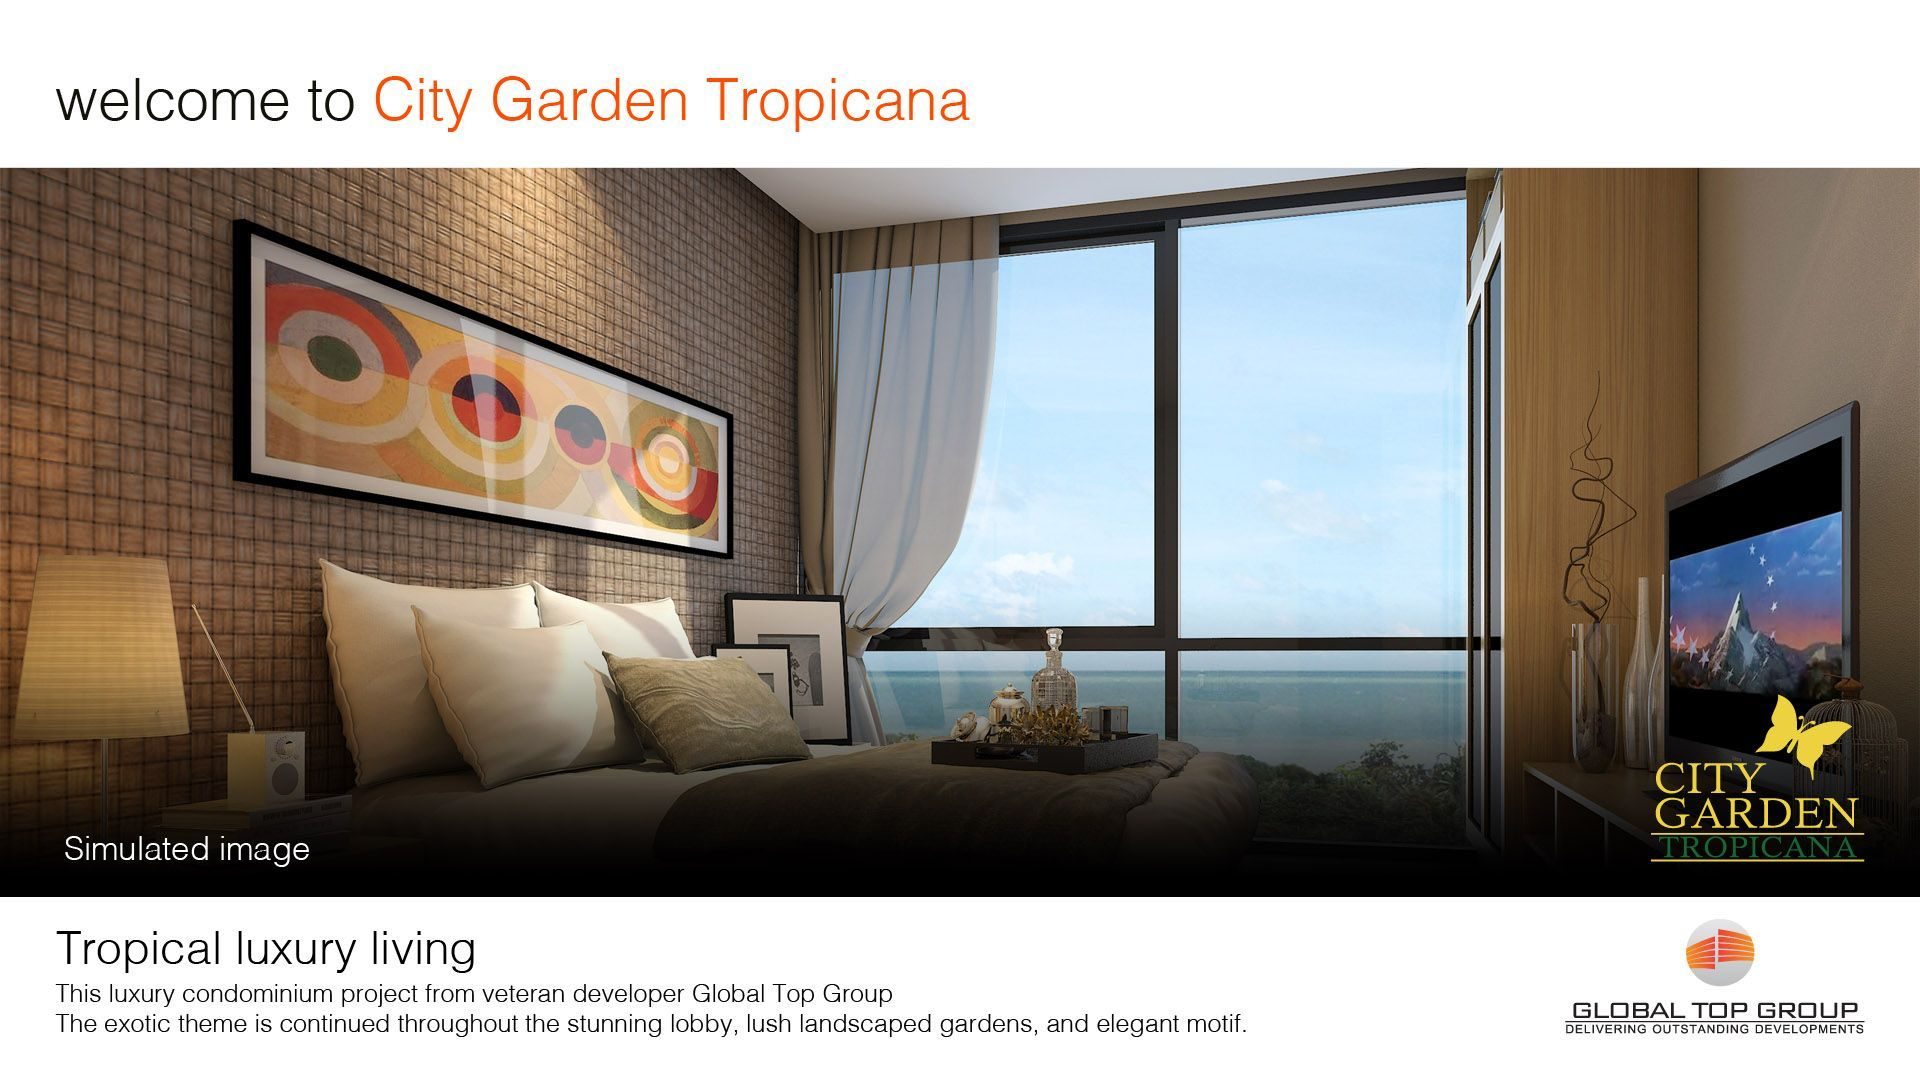 welcome to City Garden Tropicana
Simulated image
CITY
GARDEN
TROPICANA
Tropical luxury living
This luxury condominium project from veteran developer Global Top Group
The exotic theme is continued throughout the stunning lobby, lush landscaped gardens, and elegant motif.
GLOBAL TOP GROUP
DELIVERING OUTSTANDING DEVELOPMENTS